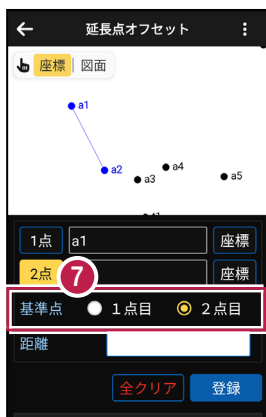 延長点オフセット
座標 図面
a1
a2
a3
a4
a5
1点 a1 座標
2点 座標
7
基準点 1点目 2点目
距離
全クリア 登録